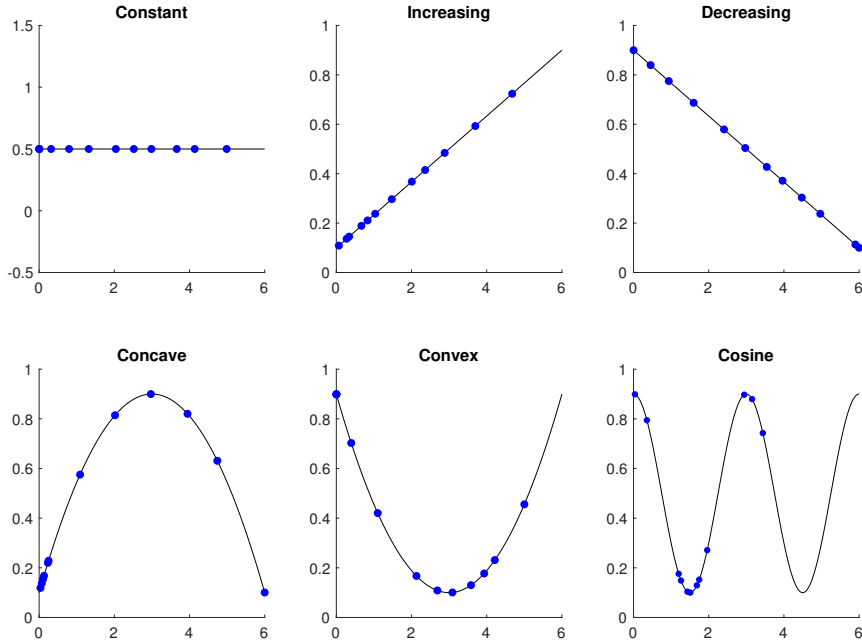 Constant Increasing Decreasing
1.5 1 1
1 0.8 0.8
0.6 0.6
0.5
0.4 0.4
0 0.2 0.2
-0.5 0 0
0 2 4 6 0 2 4 6 0 2 4 6
Concave Convex Cosine
1 1 1
0.8 0.8 0.8
0.6 0.6 0.6
0.4 0.4 0.4
0.2 0.2 0.2
0 0 0
0 2 4 6 0 2 4 6 0 2 4 6